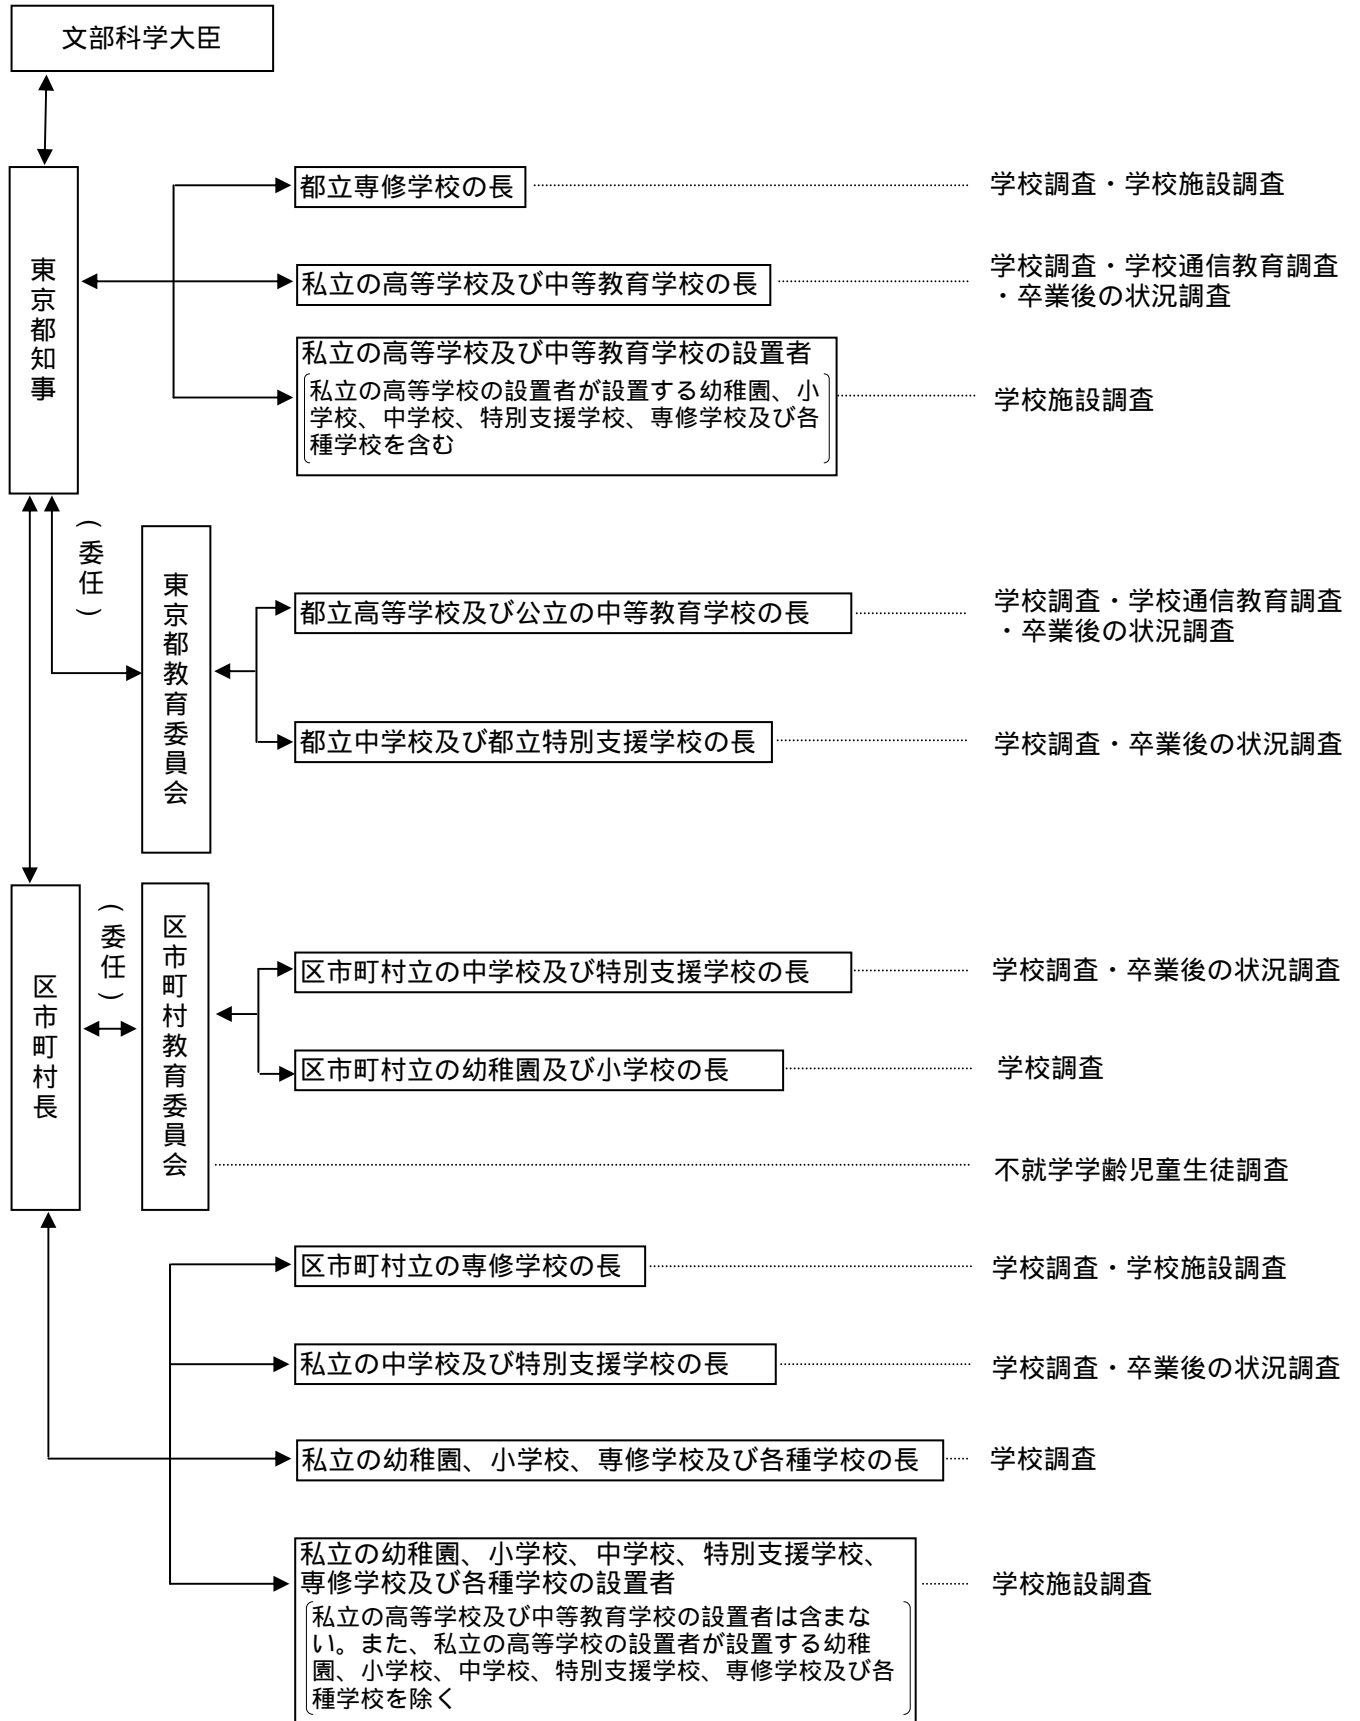 文部科学大臣
東京都知事
都立専修学校の長
学校調査・学校施設調査
私立の高等学校及び中等教育学校の長
学校調査・学校通信教育調査
・卒業後の状況調査
私立の高等学校及び中等教育学校の設置者
私立の高等学校の設置者が設置する幼稚園、小
学校、中学校、特別支援学校、専修学校及び各
種学校を含む
学校施設調査
(委任)
東京都教育委員会
都立高等学校及び公立の中等教育学校の長
学校調査・学校通信教育調査
・卒業後の状況調査
都立中学校及び都立特別支援学校の長
学校調査・卒業後の状況調査
区市町村長
(委任)
区市町村教育委員会
区市町村立の中学校及び特別支援学校の長
学校調査・卒業後の状況調査
区市町村立の幼稚園及び小学校の長
学校調査
不就学学齢児童生徒調査
区市町村立の専修学校の長
学校調査・学校施設調査
私立の中学校及び特別支援学校の長
学校調査・卒業後の状況調査
私立の幼稚園、小学校、専修学校及び各種学校の長
学校調査
私立の幼稚園、小学校、中学校、特別支援学校、
専修学校及び各種学校の設置者
私立の高等学校及び中等教育学校の設置者は含まな
い。また、私立の高等学校の設置者が設置する幼稚
園、小学校、中学校、特別支援学校、専修学校及び各
種学校を除く
学校施設調査